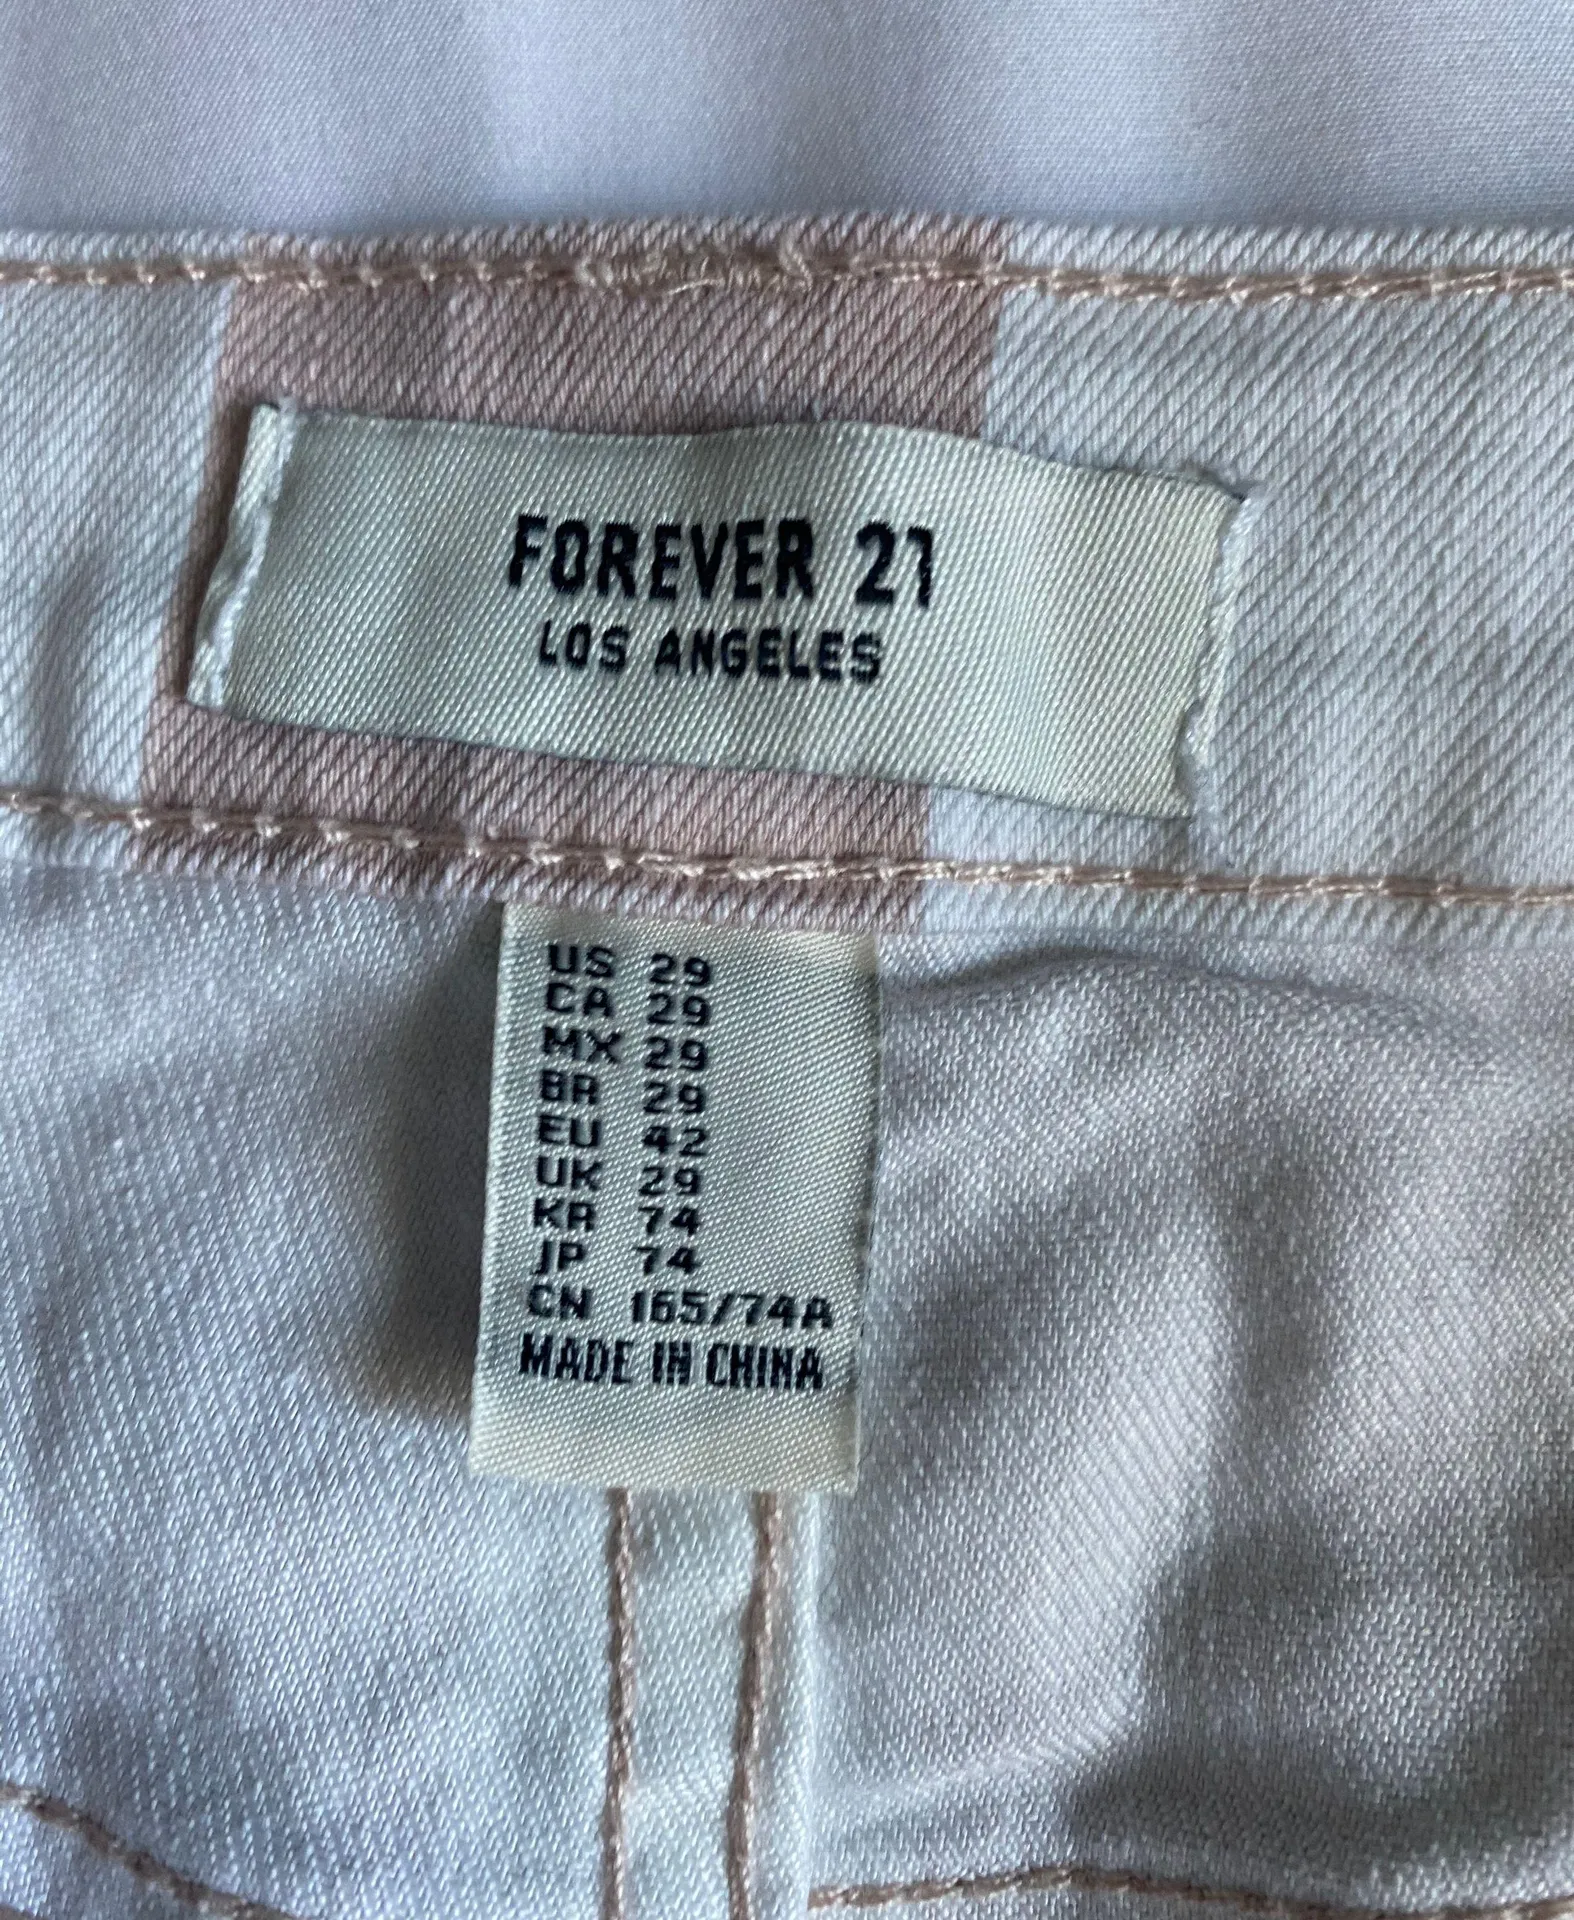 FOREVER 21
LOS ANGELES
US 29
CA 29
MX 29
BR 29
EU 42
UK 29
KR 74
JP 74
CN 165/74A
MADE IN CHINA